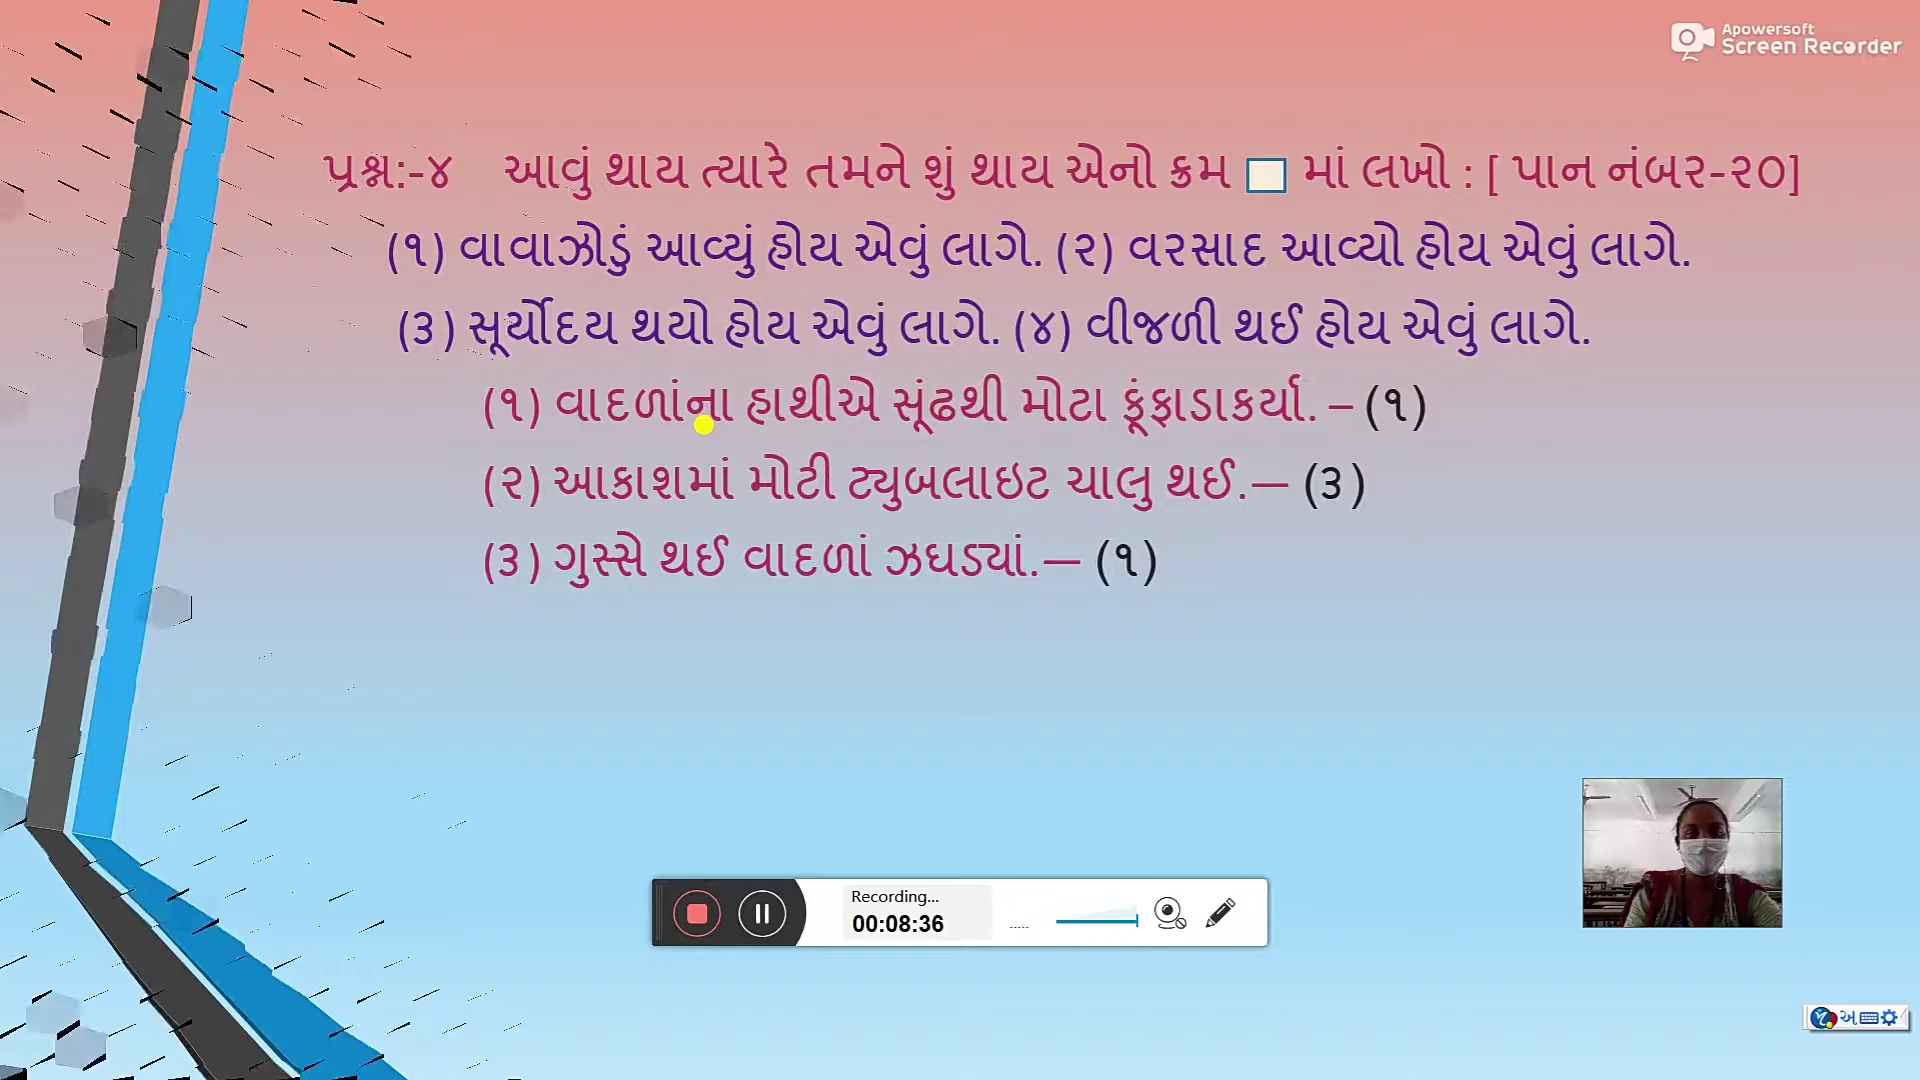 Apowersoft
Screen Recorder
પ્રશ્ન:-૪ આવું થાય ત્યારે તમને શું થાય એનો ક્રમ □ માં લખો : [ પાન નંબર-૨૦]
(૧) વાવાઝોડું આવ્યું હોય એવું લાગે. (૨) વરસાદ આવ્યો હોય એવું લાગે.
(૩) સૂર્યોદય થયો હોય એવું લાગે. (૪) વીજળી થઈ હોય એવું લાગે.
(૧) વાદળાંના હાથીએ સૂંઢથી મોટા ફૂંફાડાકર્યા. – (૧)
(૨) આકાશમાં મોટી ટ્યુબલાઇટ ચાલુ થઈ.— (૩)
(૩) ગુસ્સે થઈ વાદળાં ઝઘડ્યાં.— (૧)
Recording...
00:08:36
અ